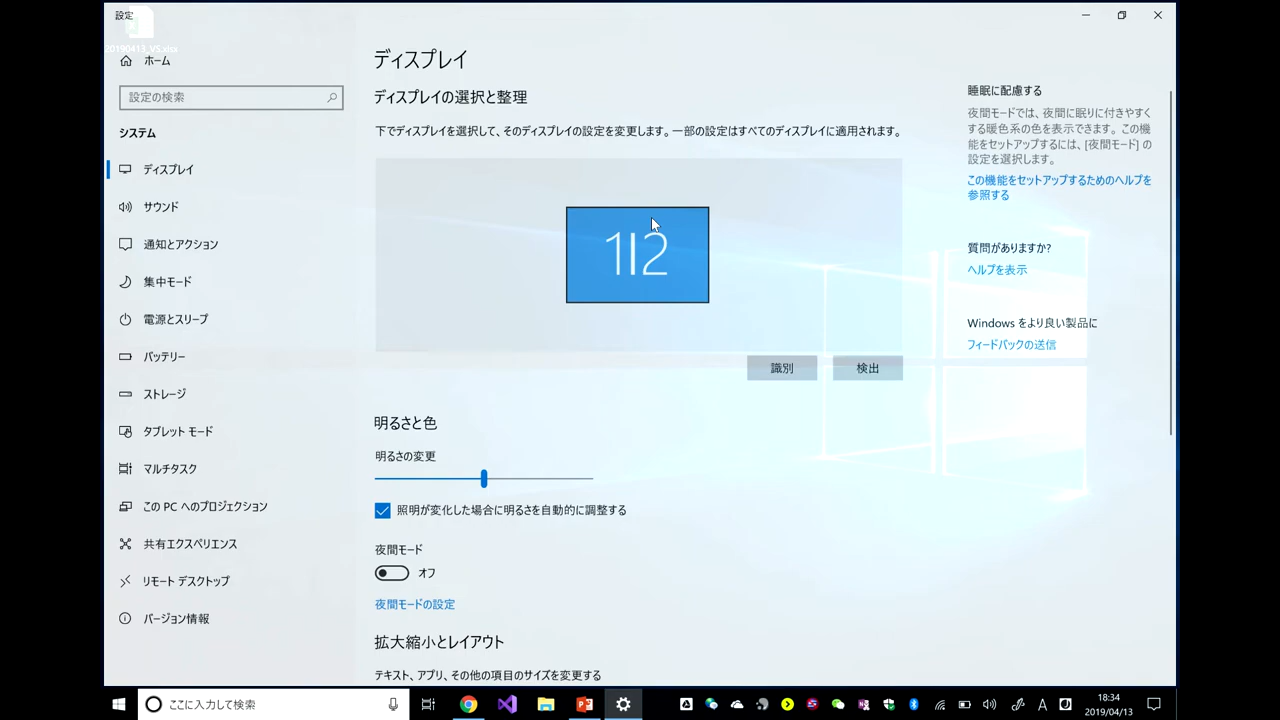 設定
20190413_VS.xlsx
ホーム
設定の検索
システム
ディスプレイ
サウンド
通知とアクション
集中モード
電源とスリープ
バッテリー
ストレージ
タブレット モード
マルチタスク
この PC へのプロジェクション
共有エクスペリエンス
リモート デスクトップ
バージョン情報
ディスプレイ
ディスプレイの選択と整理
下でディスプレイを選択して、そのディスプレイの設定を変更します。一部の設定はすべてのディスプレイに適用されます。
1|2
識別
検出
明るさと色
明るさの変更
照明が変化した場合に明るさを自動的に調整する
夜間モード
オフ
夜間モードの設定
拡大縮小とレイアウト
テキスト、アプリ、その他の項目のサイズを変更する
睡眠に配慮する
夜間モードでは、夜間に眠りに付きやすく
する暖色系の色を表示できます。この機
能をセットアップするには、[夜間モード] の
設定を選択します。
この機能をセットアップするためのヘルプを
参照する
質問がありますか?
ヘルプを表示
Windows をより良い製品に
フィードバックの送信
ここに入力して検索
A
18:34
2019/04/13